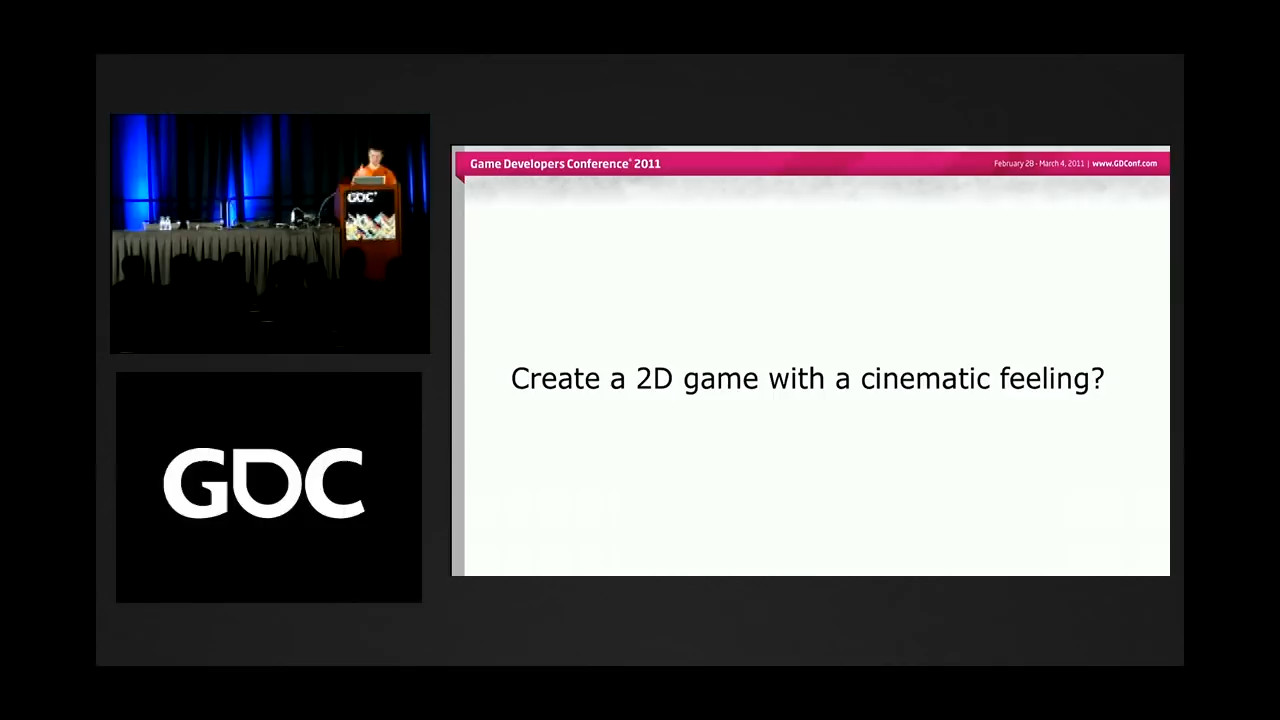 GDC
Game Developers Conference® 2011
February 28 - March 4, 2011 | www.GDConf.com
Create a 2D game with a cinematic feeling?
GDC